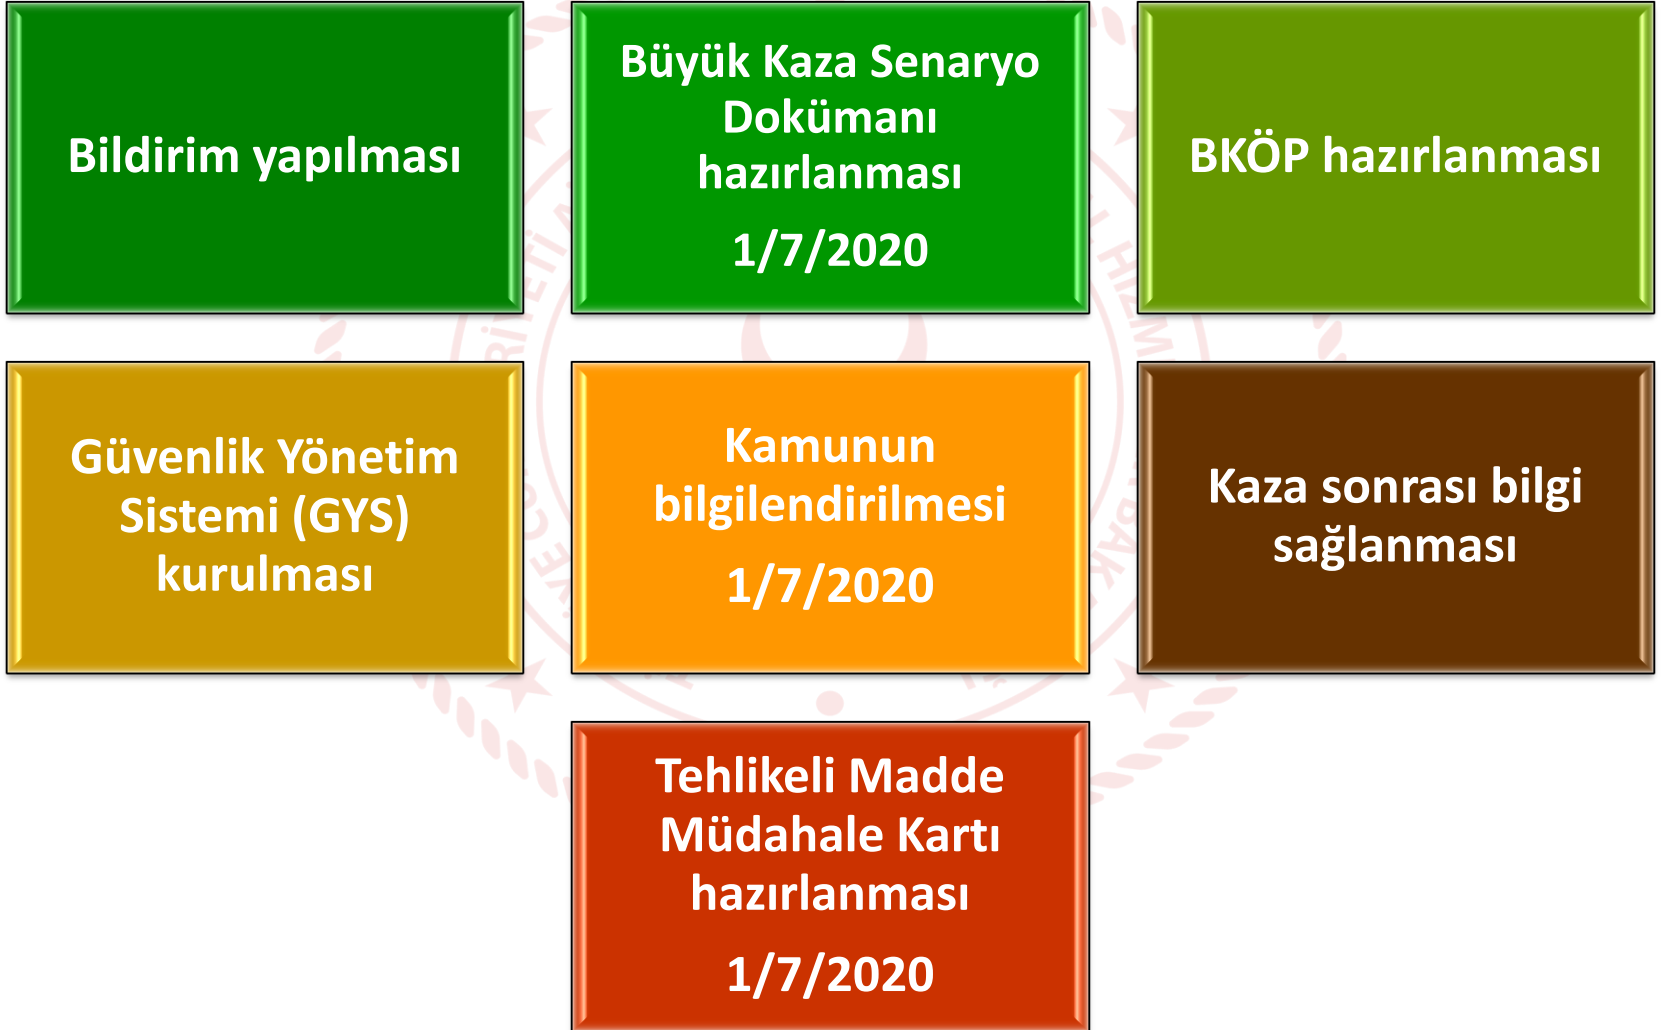 Bildirim yapılması
Büyük Kaza Senaryo
Dokümanı
hazırlanması
1/7/2020
BKÖP hazırlanması
Güvenlik Yönetim
Sistemi (GYS)
kurulması
Kamunun
bilgilendirilmesi
1/7/2020
Kaza sonrası bilgi
sağlanması
Tehlikeli Madde
Müdahale Kartı
hazırlanması
1/7/2020